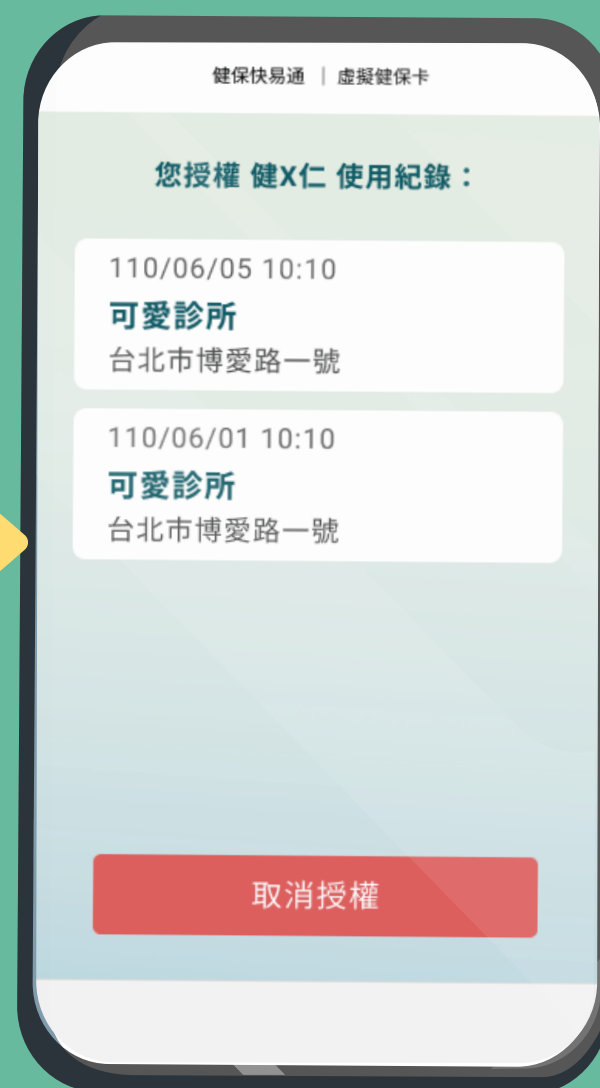 健保快易通 | 虛擬健保卡
您授權 健X仁 使用紀錄：
110/06/05 10:10
可愛診所
台北市博愛路一號
110/06/01 10:10
可愛診所
台北市博愛路一號
取消授權